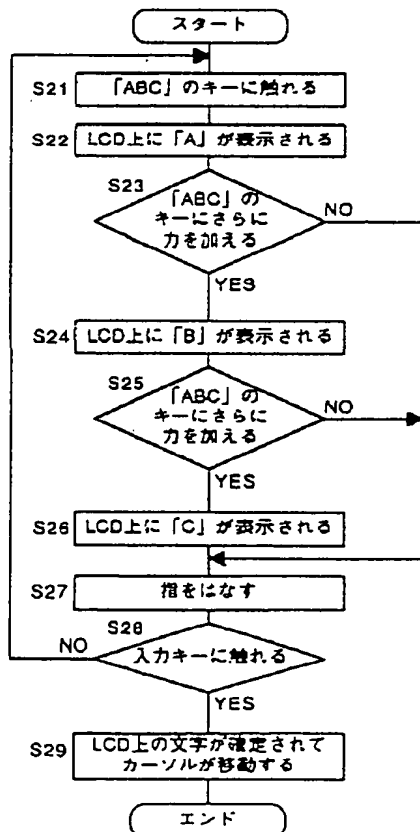 スタート
S21 「ABC」のキーに触れる
S22 LCD上に「A」が表示される
S23
「ABC」の
キーにさらに
力を加える
NO
YES
S24 LCD上に「B」が表示される
S25
「ABC」の
キーにさらに
力を加える
NO
YES
S26 LCD上に「C」が表示される
S27 指をはなす
S28
NO
入力キーに触れる
YES
S29 LCD上の文字が確定されて
カーソルが移動する
エンド